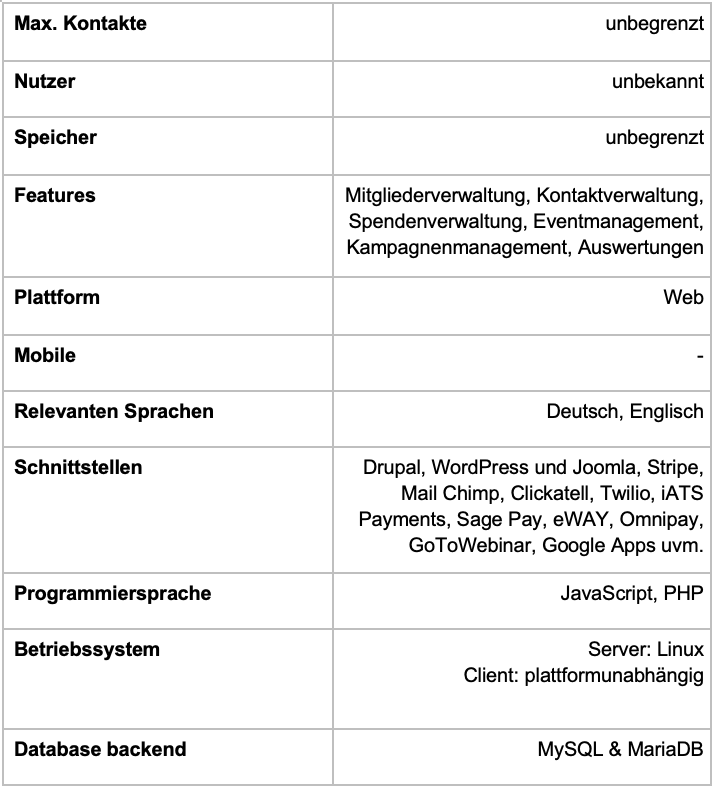 Max. Kontakte unbegrenzt
Nutzer unbekannt
Speicher unbegrenzt
Features Mitgliederverwaltung, Kontaktverwaltung,
Spendenverwaltung, Eventmanagement,
Kampagnenmanagement, Auswertungen
Plattform Web
Mobile -
Relevanten Sprachen Deutsch, Englisch
Schnittstellen Drupal, WordPress und Joomla, Stripe,
Mail Chimp, Clickatell, Twilio, iATS
Payments, Sage Pay, eWAY, Omnipay,
GoToWebinar, Google Apps uvm.
Programmiersprache JavaScript, PHP
Betriebssystem Server: Linux
Client: plattformunabhängig
Database backend MySQL & MariaDB